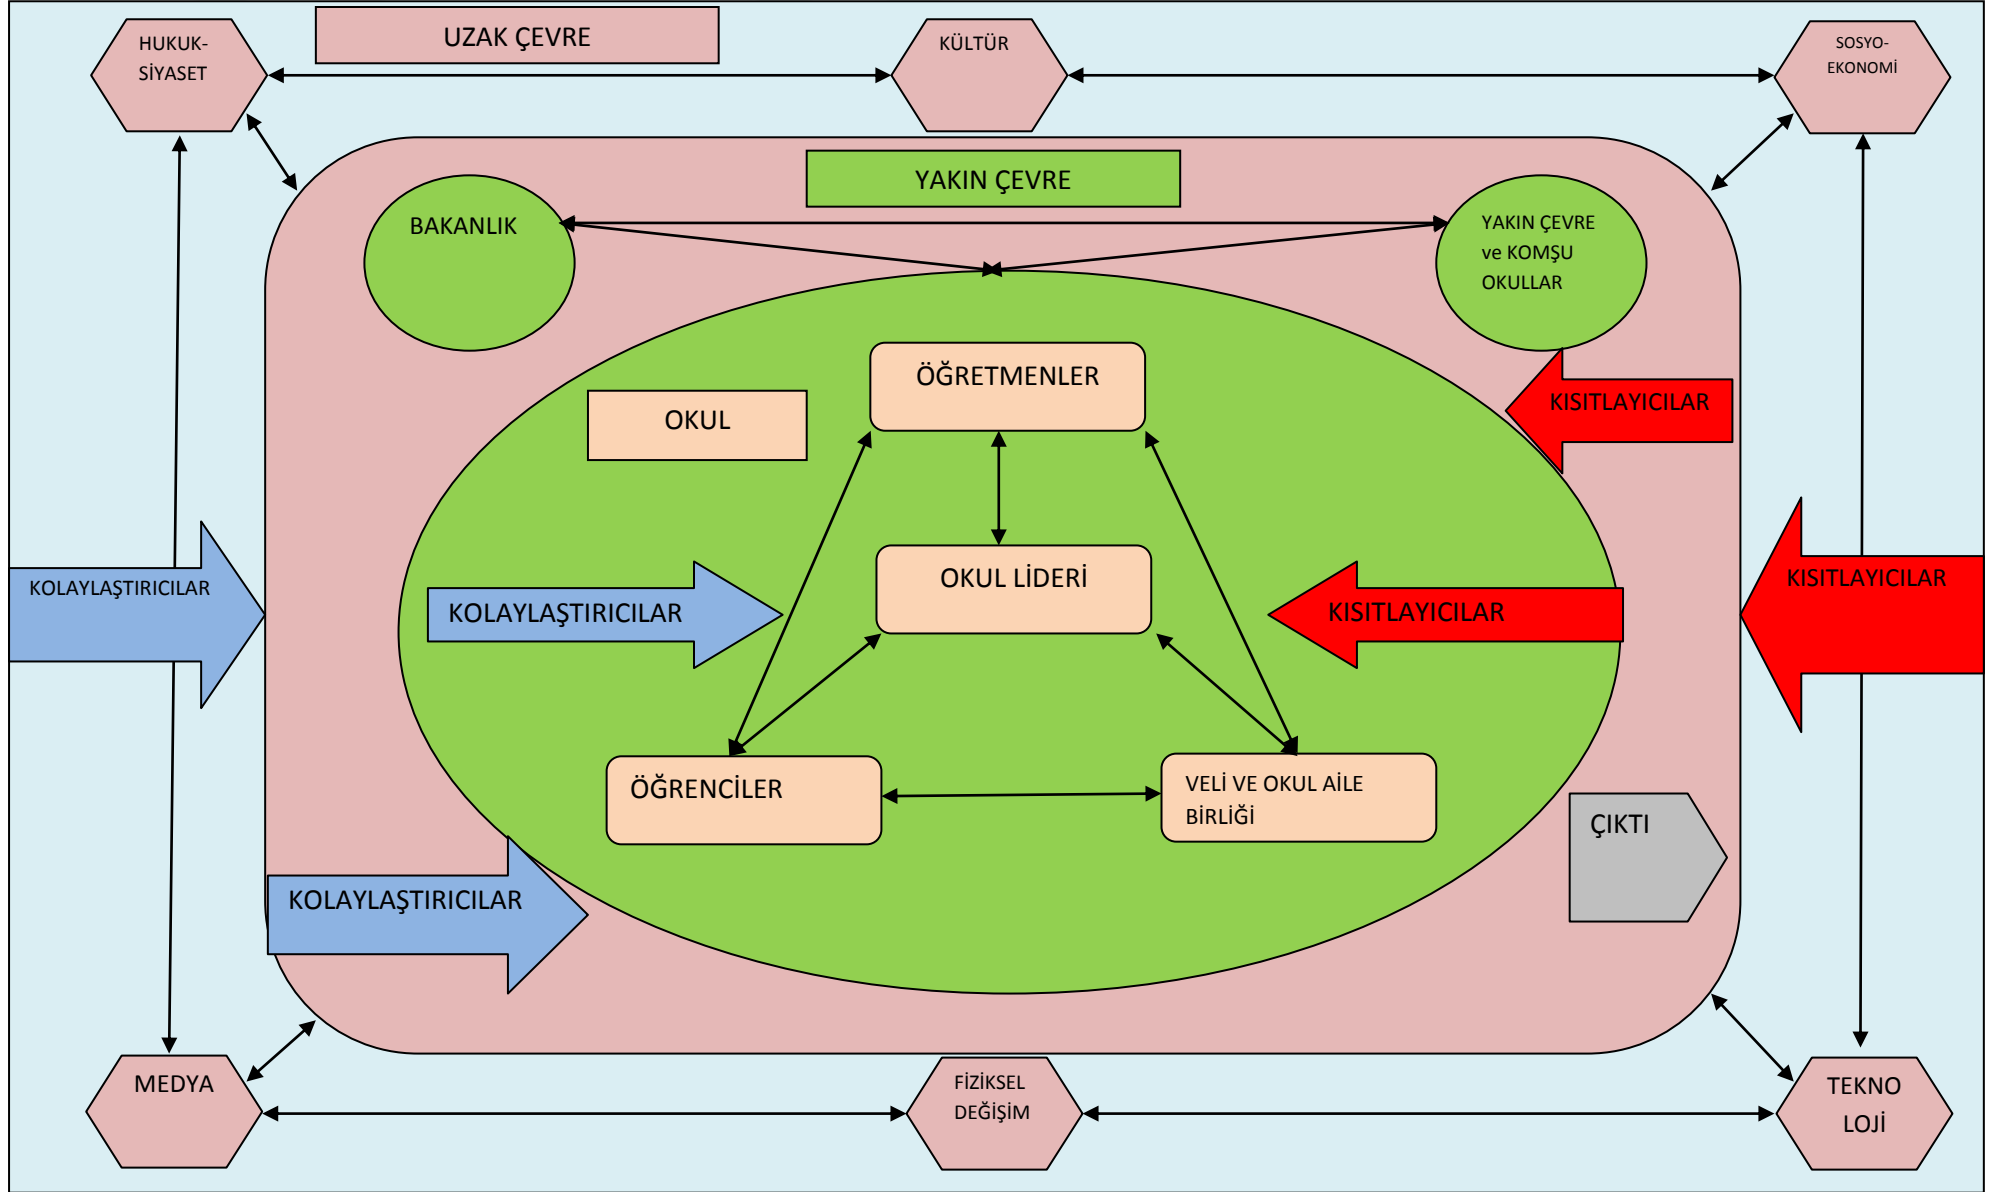 HUKUK-
SİYASET
UZAK ÇEVRE
KÜLTÜR
SOSYO-
EKONOMİ
YAKIN ÇEVRE
BAKANLIK
YAKIN ÇEVRE
ve KOMŞU
OKULLAR
ÖĞRETMENLER
OKUL
KISITLAYICILAR
OKUL LİDERİ
KOLAYLAŞTIRICILAR
KOLAYLAŞTIRICILAR
KISITLAYICILAR
KISITLAYICILAR
ÖĞRENCİLER
VELİ VE OKUL AİLE
BİRLİĞİ
ÇIKTI
KOLAYLAŞTIRICILAR
MEDYA
FİZİKSEL
DEĞİŞİM
TEKNO
LOJİ